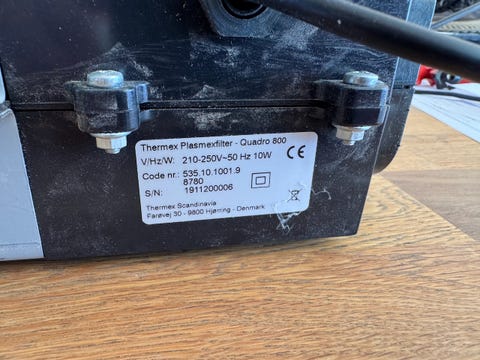 Thermex Plasmexfilter - Quadro 800
V/Hz/W: 210-250V~50 Hz 10W CE
Code nr.: 535.10.1001.9
8780
S/N: 1911200006
Thermex Scandinavia
Farøvej 30 - 9800 Hjørring - Denmark